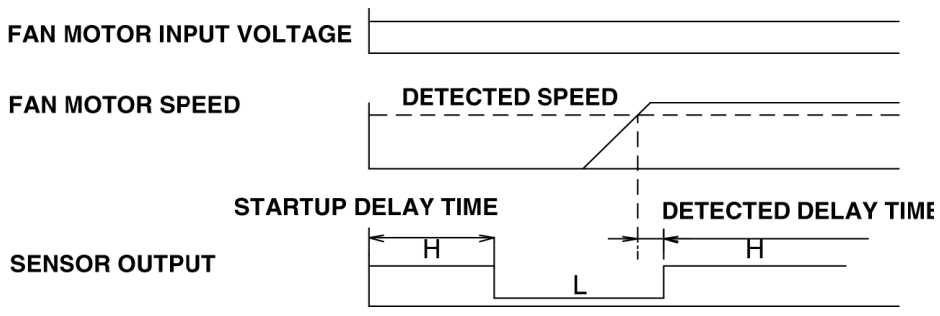 FAN MOTOR INPUT VOLTAGE
FAN MOTOR SPEED
DETECTED SPEED
STARTUP DELAY TIME
DETECTED DELAY TIME
H
H
SENSOR OUTPUT
L